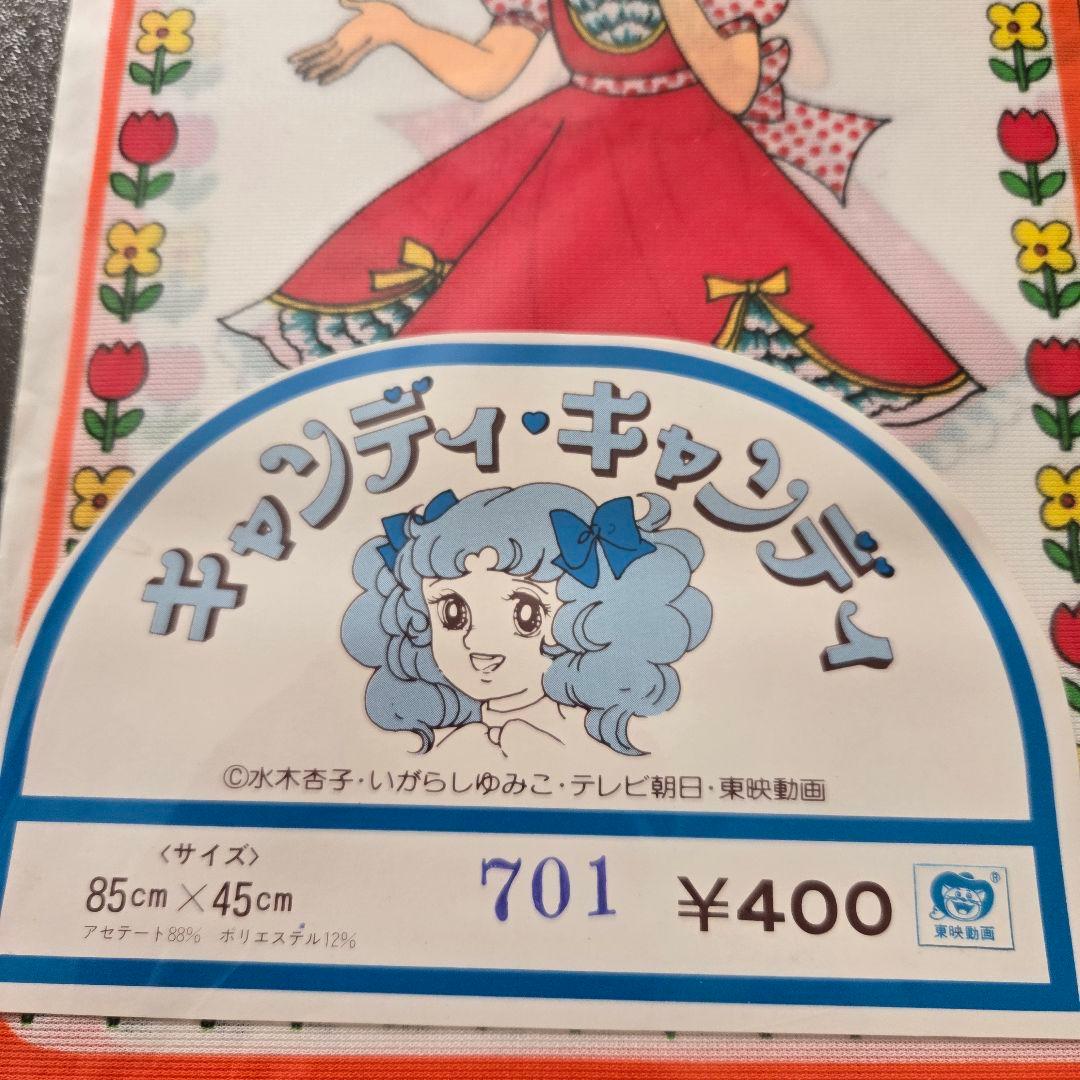 キャンディ・キャンディ
©水木杏子・いがらしゆみこ・テレビ朝日・東映動画
〈サイズ〉
85cm×45cm
アセテート88% ポリエステル12%
701
¥400
®
東映動画